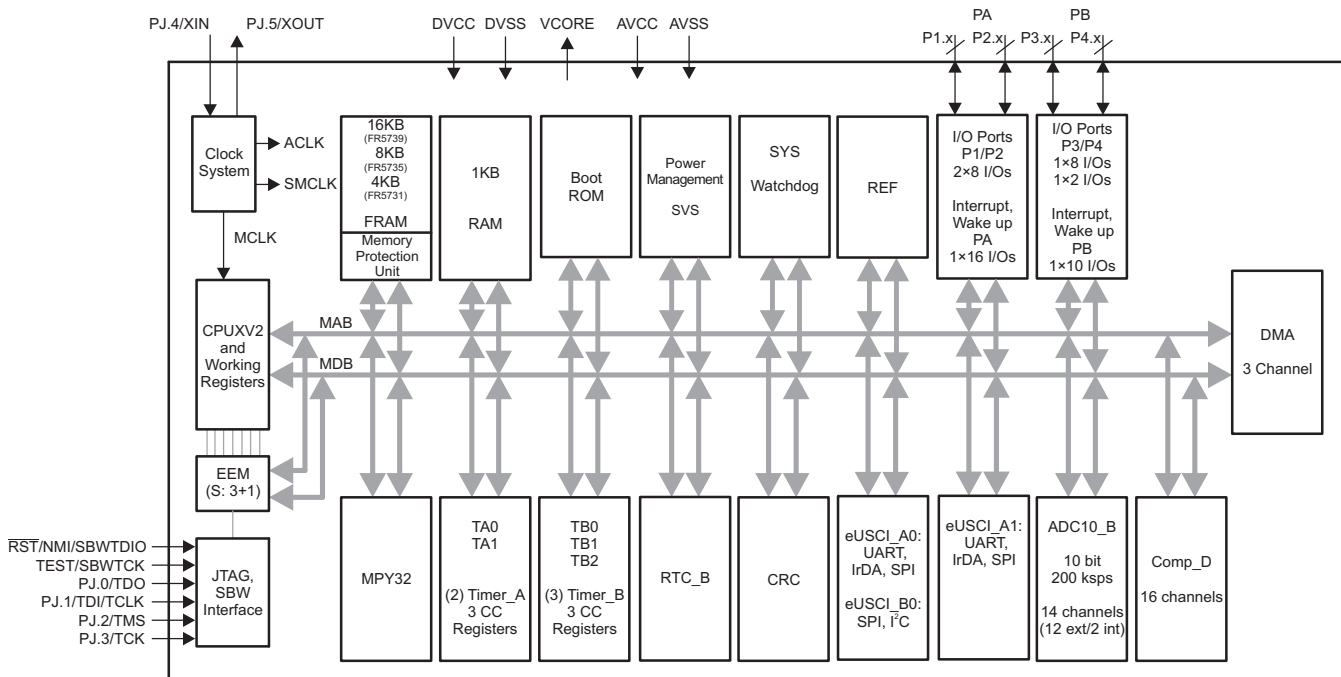 PJ.4/XIN
PJ.5/XOUT
DVCC
DVSS
VCORE
AVCC
AVSS
PA
P1.x
P2.x
PB
P3.x
P4.x
Clock
System
ACLK
SMCLK
MCLK
16KB
(FR5739)
8KB
(FR5735)
4KB
(FR5731)
FRAM
Memory
Protection
Unit
1KB
RAM
Boot
ROM
Power
Management
SVS
SYS
Watchdog
REF
I/O Ports
P1/P2
2×8 I/Os
Interrupt,
Wake up
PA
1×16 I/Os
I/O Ports
P3/P4
1×8 I/Os
1×2 I/Os
Interrupt,
Wake up
PB
1×10 I/Os
CPUXV2
and
Working
Registers
MAB
MDB
DMA
3 Channel
EEM
(S: 3+1)
RST/NMI/SBWTDIO
TEST/SBWTCK
PJ.0/TDO
PJ.1/TDI/TCLK
PJ.2/TMS
PJ.3/TCK
JTAG,
SBW
Interface
MPY32
TA0
TA1
(2) Timer_A
3 CC
Registers
TB0
TB1
TB2
(3) Timer_B
3 CC
Registers
RTC_B
CRC
eUSCI_A0:
UART,
IrDA, SPI
eUSCI_B0:
SPI, I²C
eUSCI_A1:
UART,
IrDA, SPI
ADC10_B
10 bit
200 ksps
14 channels
(12 ext/2 int)
Comp_D
16 channels